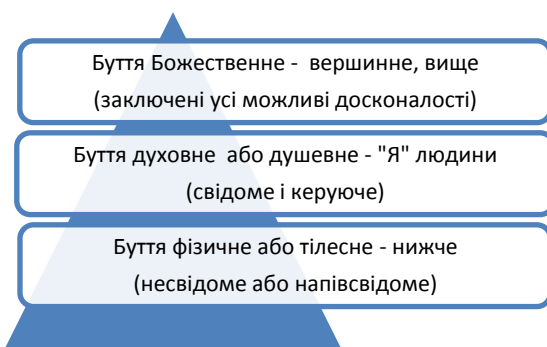 Буття Божественне - вершинне, вище
(заключені усі можливі досконалості)
Буття духовне або душевне - "Я" людини
(свідоме і керуюче)
Буття фізичне або тілесне - нижче
(несвідоме або напівсвідоме)